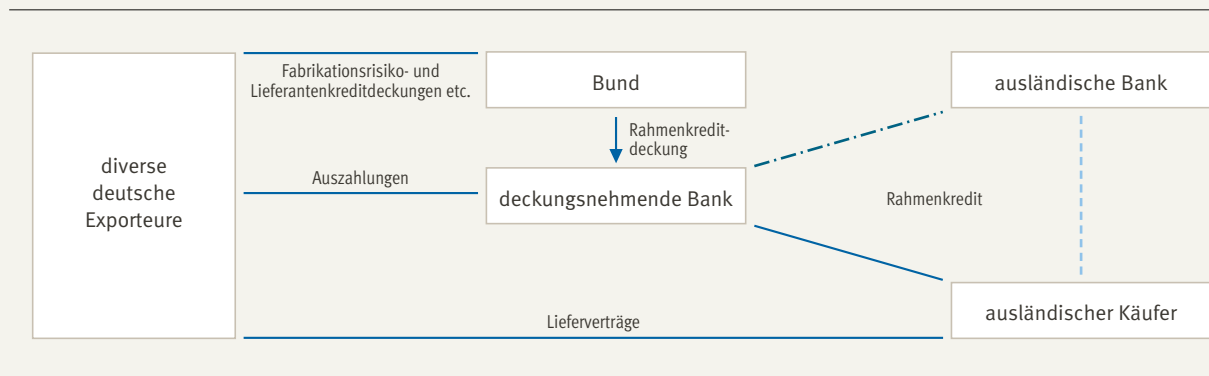 Fabrikationsrisiko- und
Lieferantenkreditdeckungen etc.
Bund
ausländische Bank
Rahmenkredit-
deckung
diverse
deutsche
Exporteure
Auszahlungen
deckungsnehmende Bank
Rahmenkredit
Lieferverträge
ausländischer Käufer